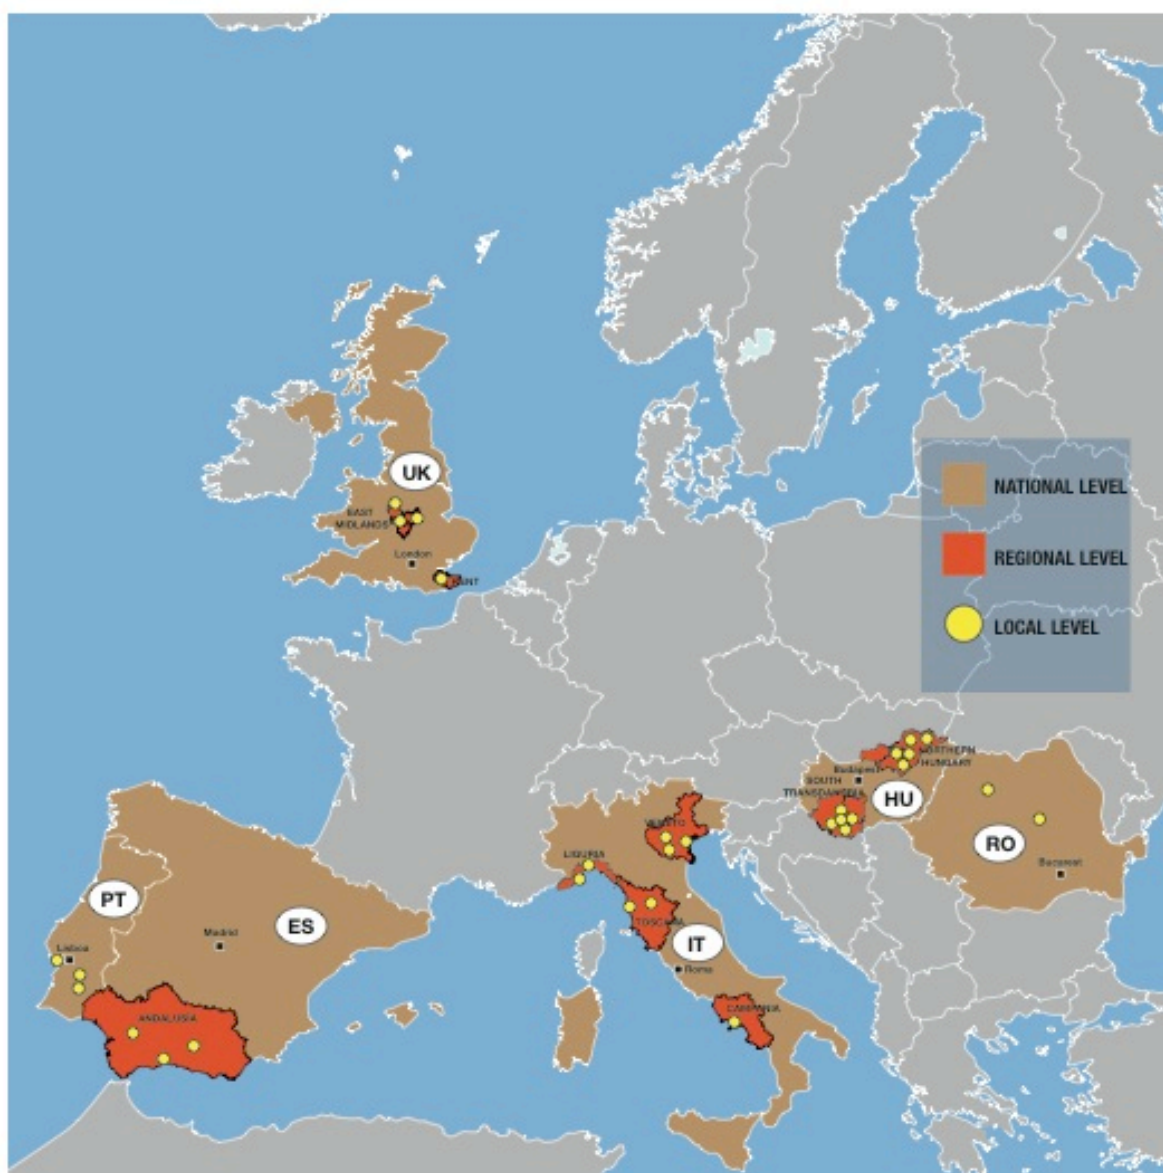 UK
EAST
MIDLANDS
London
KENT
NATIONAL LEVEL
REGIONAL LEVEL
LOCAL LEVEL
NORTHERN
HUNGARY
Budapest
SOUTH
TRANSDANUBIA
HU
RO
Bucarest
VENETO
LIGURIA
TOSCANA
IT
Roma
CAMPANIA
PT
Lisboa
ES
Madrid
ANDALUSIA